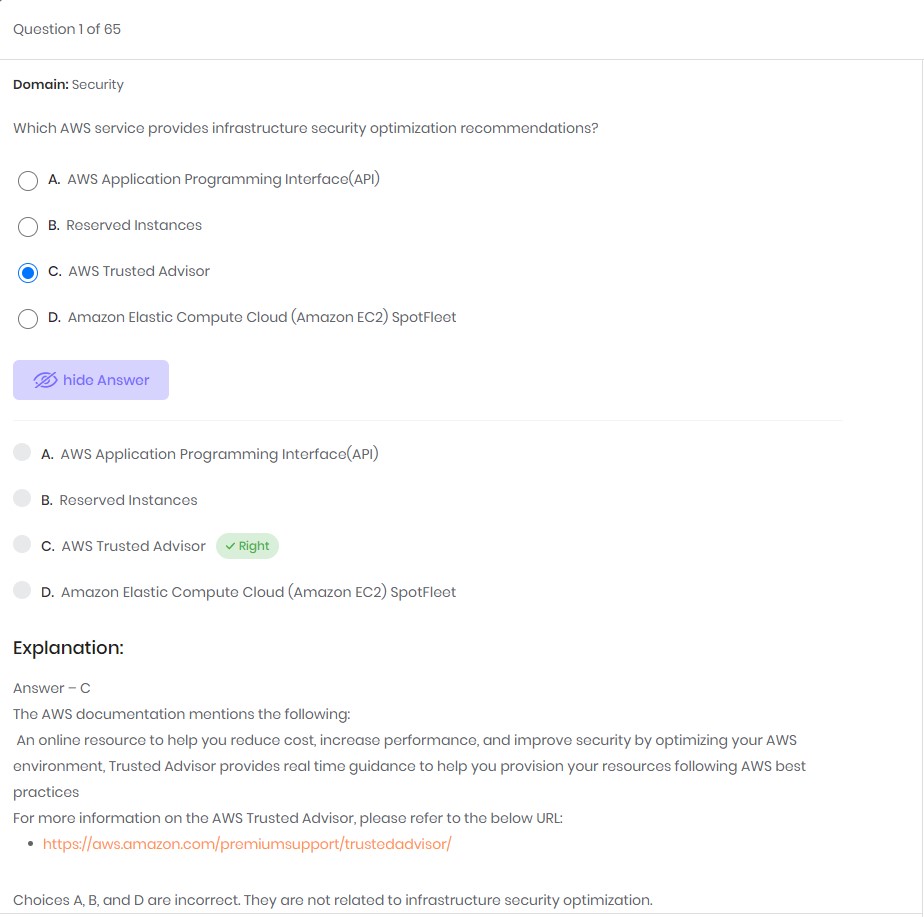 Question 1 of 65
Domain: Security
Which AWS service provides infrastructure security optimization recommendations?
A. AWS Application Programming Interface(API)
B. Reserved Instances
C. AWS Trusted Advisor
D. Amazon Elastic Compute Cloud (Amazon EC2) SpotFleet
hide Answer
A. AWS Application Programming Interface(API)
B. Reserved Instances
C. AWS Trusted Advisor ✓ Right
D. Amazon Elastic Compute Cloud (Amazon EC2) SpotFleet
Explanation:
Answer – C
The AWS documentation mentions the following:
An online resource to help you reduce cost, increase performance, and improve security by optimizing your AWS
environment, Trusted Advisor provides real time guidance to help you provision your resources following AWS best
practices
For more information on the AWS Trusted Advisor, please refer to the below URL:
• https://aws.amazon.com/premiumsupport/trustedadvisor/
Choices A, B, and D are incorrect. They are not related to infrastructure security optimization.